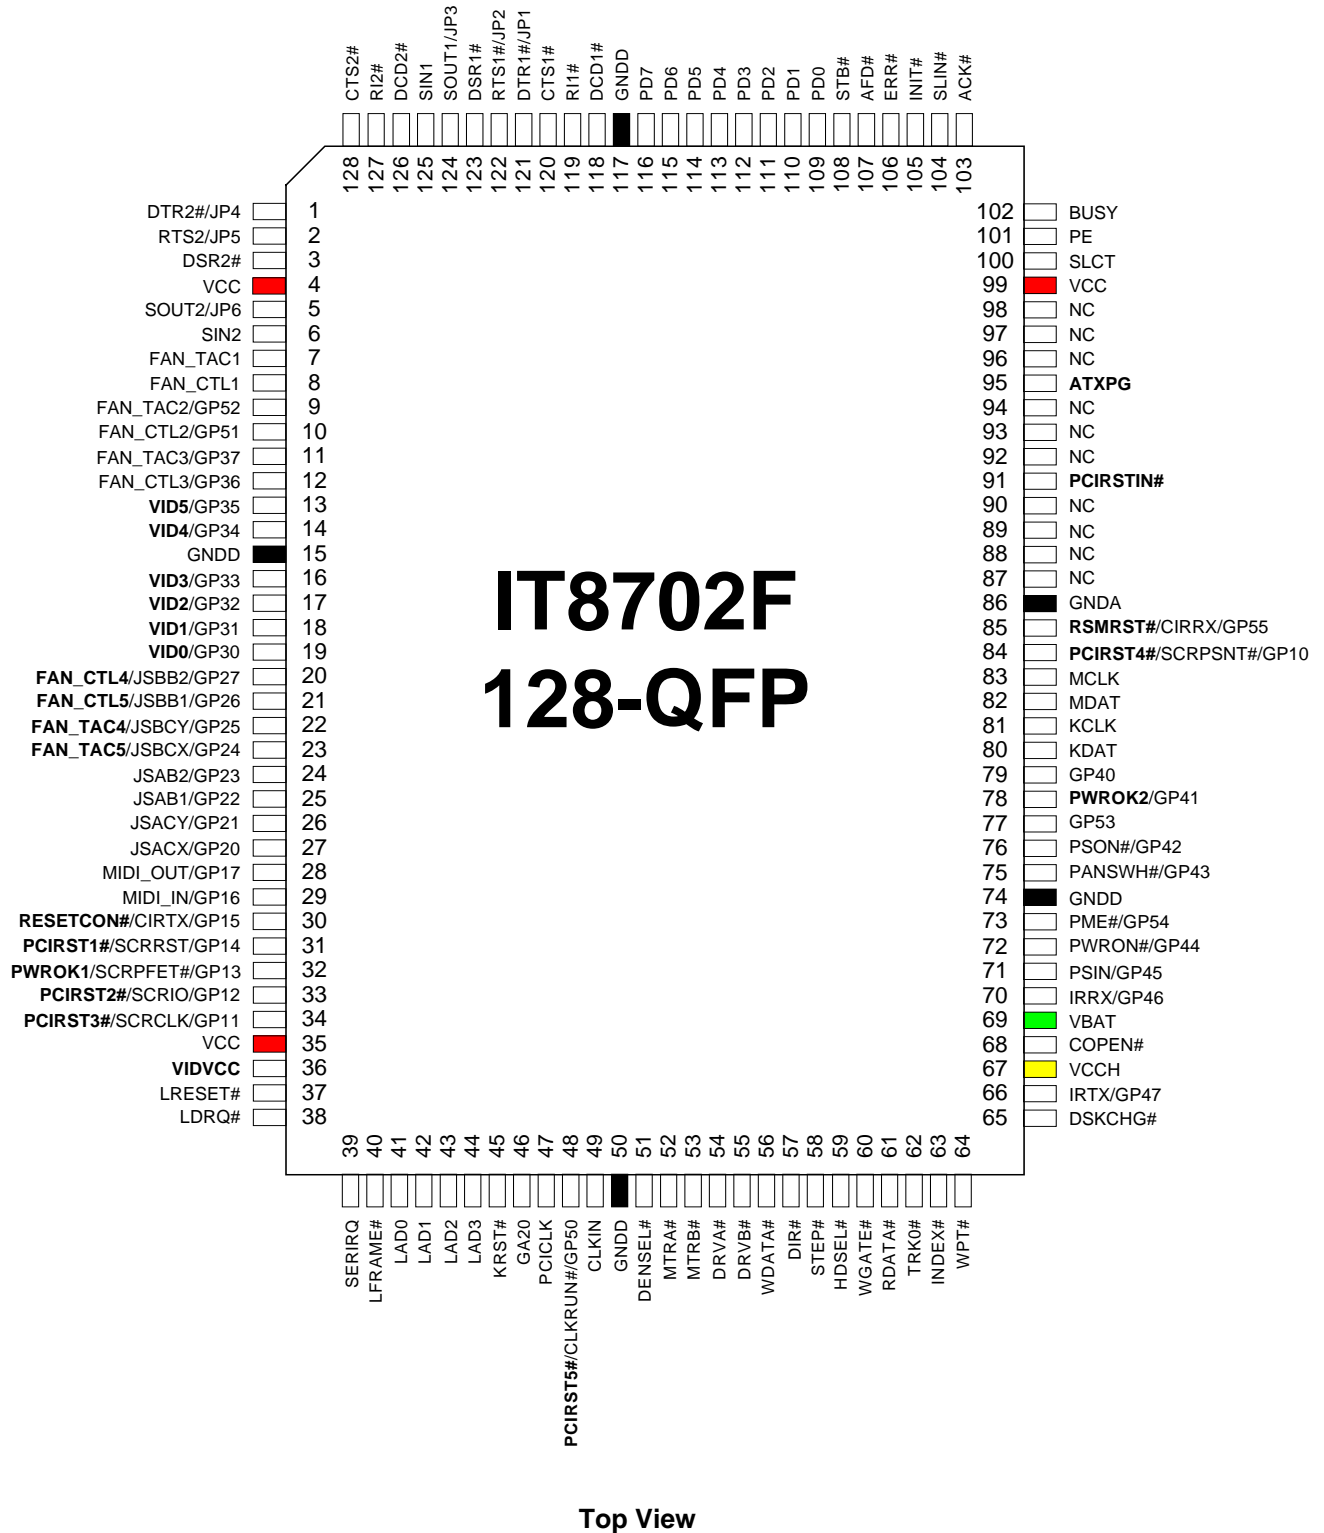 CTS2#
RI2#
DCD2#
SIN1
SOUT1/JP3
DSR1#
RTS1#/JP2
DTR1#/JP1
CTS1#
RI1#
DCD1#
GNDD
PD7
PD6
PD5
PD4
PD3
PD2
PD1
PD0
STB#
AFD#
ERR#
INIT#
SLIN#
ACK#
128
127
126
125
124
123
122
121
120
119
118
117
116
115
114
113
112
111
110
109
108
107
106
105
104
103
DTR2#/JP4 1
RTS2/JP5 2
DSR2# 3
VCC 4
SOUT2/JP6 5
SIN2 6
FAN_TAC1 7
FAN_CTL1 8
FAN_TAC2/GP52 9
FAN_CTL2/GP51 10
FAN_TAC3/GP37 11
FAN_CTL3/GP36 12
VID5/GP35 13
VID4/GP34 14
GNDD 15
VID3/GP33 16
VID2/GP32 17
VID1/GP31 18
VID0/GP30 19
FAN_CTL4/JSBB2/GP27 20
FAN_CTL5/JSBB1/GP26 21
FAN_TAC4/JSBCY/GP25 22
FAN_TAC5/JSBCX/GP24 23
JSAB2/GP23 24
JSAB1/GP22 25
JSACY/GP21 26
JSACX/GP20 27
MIDI_OUT/GP17 28
MIDI_IN/GP16 29
RESETCON#/CIRTX/GP15 30
PCIRST1#/SCRRST/GP14 31
PWROK1/SCRPFET#/GP13 32
PCIRST2#/SCRIO/GP12 33
PCIRST3#/SCRCLK/GP11 34
VCC 35
VIDVCC 36
LRESET# 37
LDRQ# 38
IT8702F
128-QFP
102 BUSY
101 PE
100 SLCT
99 VCC
98 NC
97 NC
96 NC
95 ATXPG
94 NC
93 NC
92 NC
91 PCIRSTIN#
90 NC
89 NC
88 NC
87 NC
86 GNDA
85 RSMRST#/CIRRX/GP55
84 PCIRST4#/SCRPSNT#/GP10
83 MCLK
82 MDAT
81 KCLK
80 KDAT
79 GP40
78 PWROK2/GP41
77 GP53
76 PSON#/GP42
75 PANSWH#/GP43
74 GNDD
73 PME#/GP54
72 PWRON#/GP44
71 PSIN/GP45
70 IRRX/GP46
69 VBAT
68 COPEN#
67 VCCH
66 IRTX/GP47
65 DSKCHG#
39
40
41
42
43
44
45
46
47
48
49
50
51
52
53
54
55
56
57
58
59
60
61
62
63
64
SERIRQ
LFRAME#
LAD0
LAD1
LAD2
LAD3
KRST#
GA20
PCICLK
PCIRST5#/CLKRUN#/GP50
CLKIN
GNDD
DENSEL#
MTRA#
MTRB#
DRVA#
DRVB#
WDATA#
DIR#
STEP#
HDSEL#
WGATE#
RDATA#
TRK0#
INDEX#
WPT#
Top View